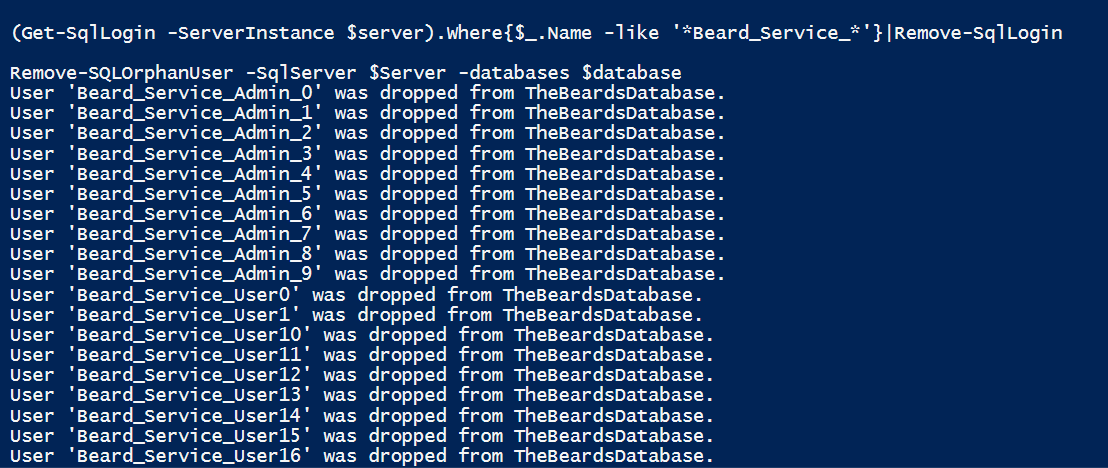 (Get-SqlLogin -ServerInstance $server).Where{$_.Name -like '*Beard_Service_*'}|Remove-SqlLogin
Remove-SQLOrphanUser -SqlServer $Server -databases $database
User 'Beard_Service_Admin_0' was dropped from TheBeardsDatabase.
User 'Beard_Service_Admin_1' was dropped from TheBeardsDatabase.
User 'Beard_Service_Admin_2' was dropped from TheBeardsDatabase.
User 'Beard_Service_Admin_3' was dropped from TheBeardsDatabase.
User 'Beard_Service_Admin_4' was dropped from TheBeardsDatabase.
User 'Beard_Service_Admin_5' was dropped from TheBeardsDatabase.
User 'Beard_Service_Admin_6' was dropped from TheBeardsDatabase.
User 'Beard_Service_Admin_7' was dropped from TheBeardsDatabase.
User 'Beard_Service_Admin_8' was dropped from TheBeardsDatabase.
User 'Beard_Service_Admin_9' was dropped from TheBeardsDatabase.
User 'Beard_Service_User0' was dropped from TheBeardsDatabase.
User 'Beard_Service_User1' was dropped from TheBeardsDatabase.
User 'Beard_Service_User10' was dropped from TheBeardsDatabase.
User 'Beard_Service_User11' was dropped from TheBeardsDatabase.
User 'Beard_Service_User12' was dropped from TheBeardsDatabase.
User 'Beard_Service_User13' was dropped from TheBeardsDatabase.
User 'Beard_Service_User14' was dropped from TheBeardsDatabase.
User 'Beard_Service_User15' was dropped from TheBeardsDatabase.
User 'Beard_Service_User16' was dropped from TheBeardsDatabase.